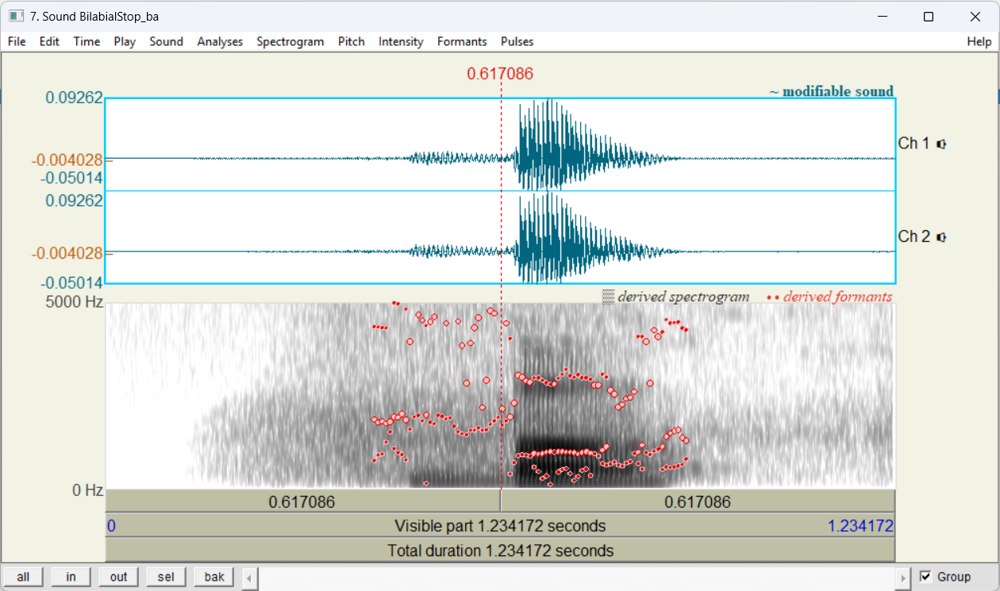 7. Sound BilabialStop_ba
File Edit Time Play Sound Analyses Spectrogram Pitch Intensity Formants Pulses Help
0.617086
~ modifiable sound
0.09262
Ch 1
-0.004028
-0.05014
0.09262
Ch 2
-0.004028
-0.05014
derived spectrogram •• derived formants
5000 Hz
0 Hz
0.617086 0.617086
0 Visible part 1.234172 seconds 1.234172
Total duration 1.234172 seconds
all in out sel bak Group